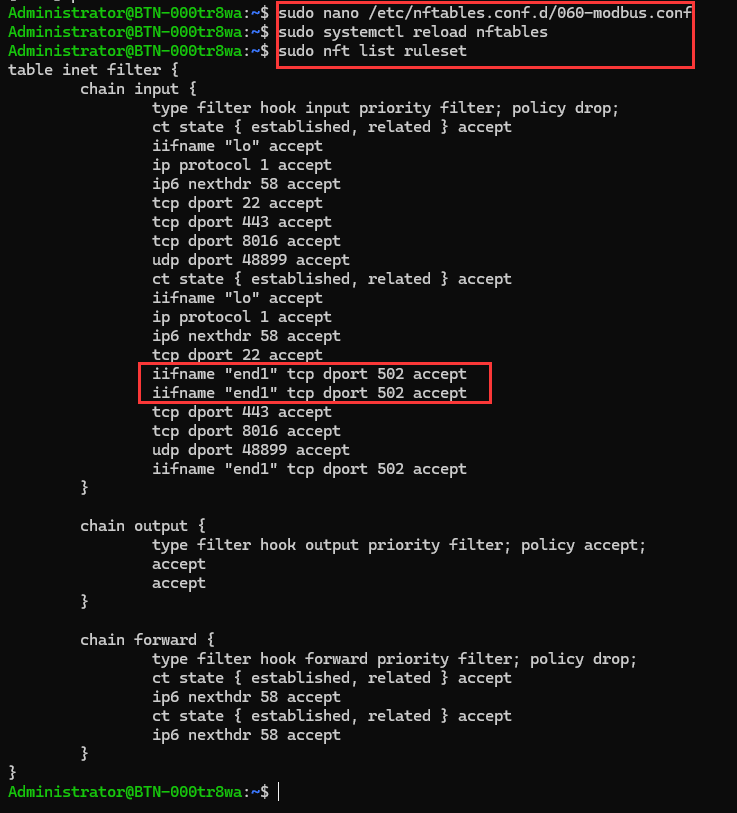 Administrator@BTN-000tr8wa:~$ sudo nano /etc/nftables.conf.d/060-modbus.conf
Administrator@BTN-000tr8wa:~$ sudo systemctl reload nftables
Administrator@BTN-000tr8wa:~$ sudo nft list ruleset
table inet filter {
        chain input {
                type filter hook input priority filter; policy drop;
                ct state { established, related } accept
                iifname "lo" accept
                ip protocol 1 accept
                ip6 nexthdr 58 accept
                tcp dport 22 accept
                tcp dport 443 accept
                tcp dport 8016 accept
                udp dport 48899 accept
                ct state { established, related } accept
                iifname "lo" accept
                ip protocol 1 accept
                ip6 nexthdr 58 accept
                tcp dport 22 accept
                iifname "end1" tcp dport 502 accept
                iifname "end1" tcp dport 502 accept
                tcp dport 443 accept
                tcp dport 8016 accept
                udp dport 48899 accept
                iifname "end1" tcp dport 502 accept
        }

        chain output {
                type filter hook output priority filter; policy accept;
                accept
                accept
        }

        chain forward {
                type filter hook forward priority filter; policy drop;
                ct state { established, related } accept
                ip6 nexthdr 58 accept
                ct state { established, related } accept
                ip6 nexthdr 58 accept
        }
}
Administrator@BTN-000tr8wa:~$